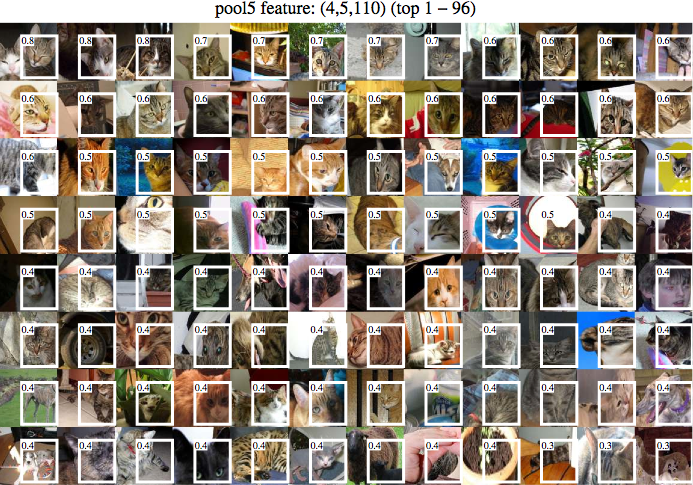 pool5 feature: (4,5,110) (top 1 − 96)
0.8 0.8 0.8 0.7 0.7 0.7 0.7 0.7 0.6 0.6 0.6 0.6
0.6 0.6 0.6 0.6 0.6 0.6 0.6 0.6 0.6 0.6 0.6 0.6
0.6 0.5 0.5 0.5 0.5 0.5 0.5 0.5 0.5 0.5 0.5 0.5
0.5 0.5 0.5 0.5 0.5 0.5 0.5 0.5 0.5 0.5 0.4 0.4
0.4 0.4 0.4 0.4 0.4 0.4 0.4 0.4 0.4 0.4 0.4 0.4
0.4 0.4 0.4 0.4 0.4 0.4 0.4 0.4 0.4 0.4 0.4 0.4
0.4 0.4 0.4 0.4 0.4 0.4 0.4 0.4 0.4 0.4 0.4 0.4
0.4 0.4 0.4 0.4 0.4 0.4 0.4 0.4 0.4 0.3 0.3 0.3